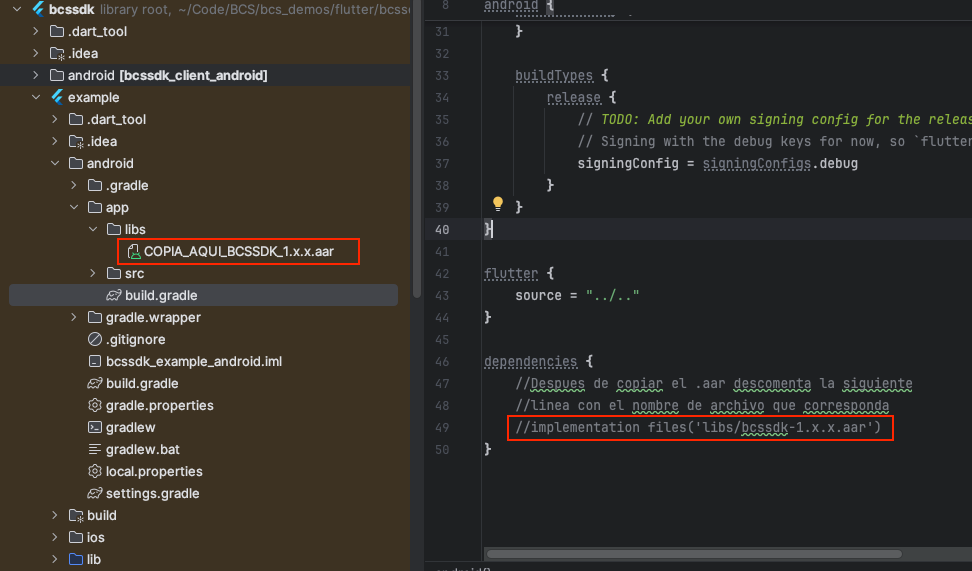 bcssdk library root, ~/Code/BCS/bcs_demos/flutter/bcss
.dart_tool
.idea
android [bcssdk_client_android]
example
.dart_tool
.idea
android
.gradle
app
libs
COPIA_AQUI_BCSSDK_1.x.x.aar
src
build.gradle
gradle.wrapper
.gitignore
bcssdk_example_android.iml
build.gradle
gradle.properties
gradlew
gradlew.bat
local.properties
settings.gradle
build
ios
lib
8 android {
31 }
32
33 buildTypes {
34 release {
35 // TODO: Add your own signing config for the releas
36 // Signing with the debug keys for now, so `flutter
37 signingConfig = signingConfigs.debug
38 }
39 }
40 }
41
42 flutter {
43 source = "../.."
44 }
45
46 dependencies {
47 //Despues de copiar el .aar descomenta la siguiente
48 //linea con el nombre de archivo que corresponda
49 //implementation files('libs/bcssdk-1.x.x.aar')
50 }